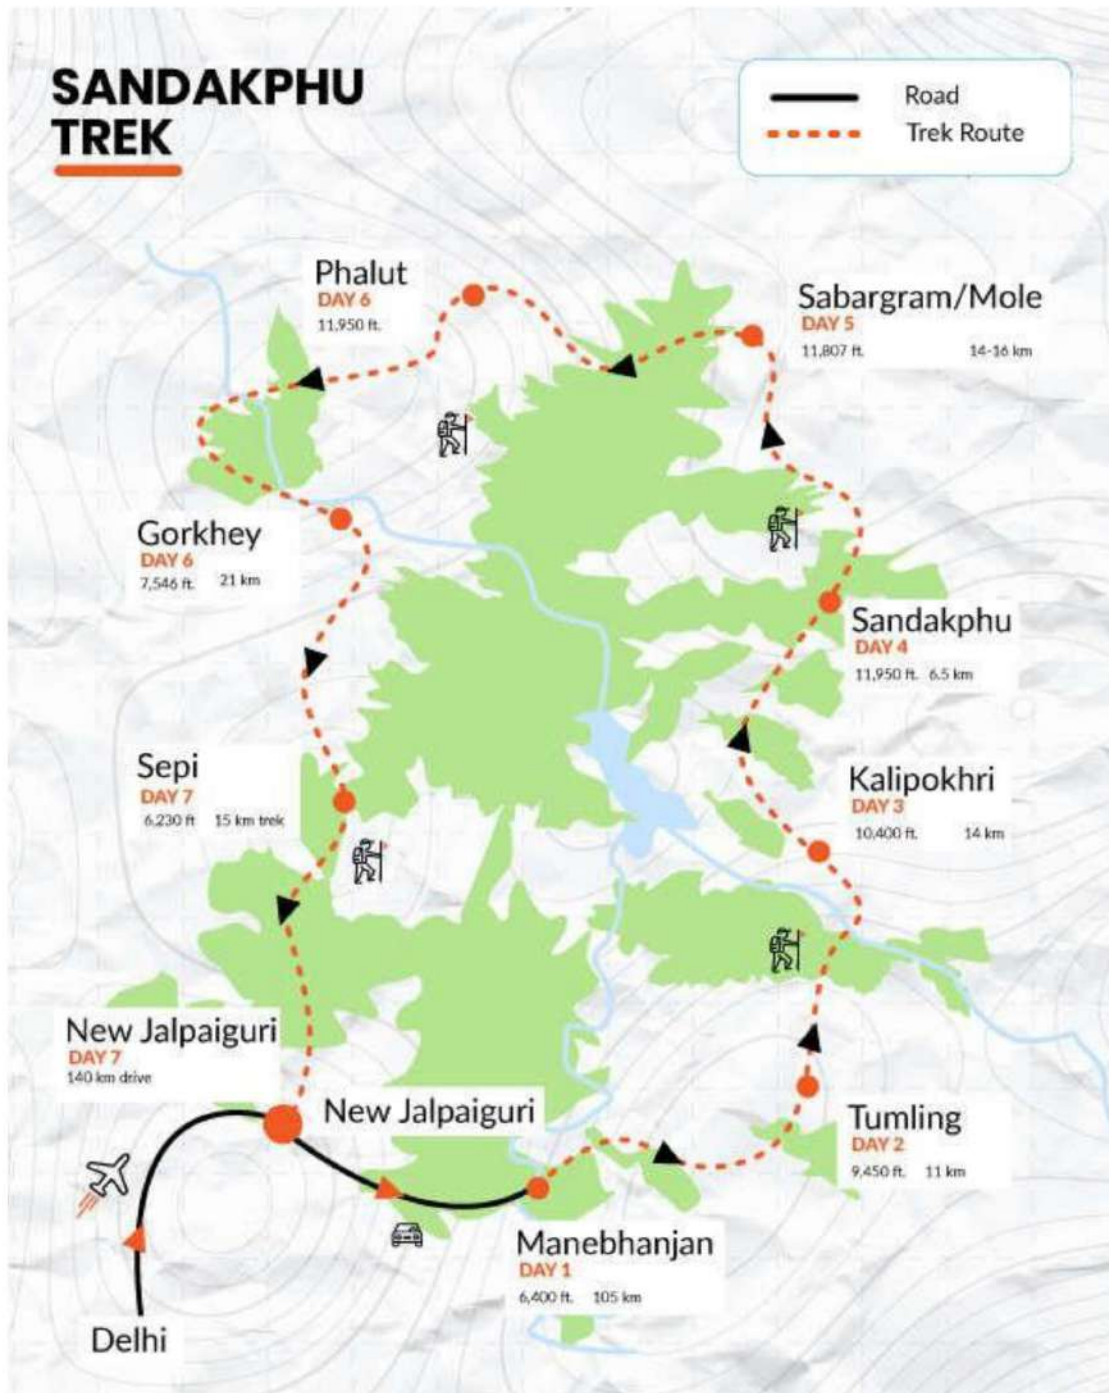 SANDAKPHU
TREK
Road
Trek Route
Phalut
DAY 6
11,950 ft.
Sabargram/Mole
DAY 5
11,807 ft. 14-16 km
Gorkhey
DAY 6
7,546 ft. 21 km
Sandakphu
DAY 4
11,950 ft. 6.5 km
Sepi
DAY 7
6,230 ft 15 km trek
Kalipokhri
DAY 3
10,400 ft. 14 km
New Jalpaiguri
DAY 7
140 km drive
New Jalpaiguri
Tumling
DAY 2
9,450 ft. 11 km
Manebhanjan
DAY 1
6,400 ft. 105 km
Delhi